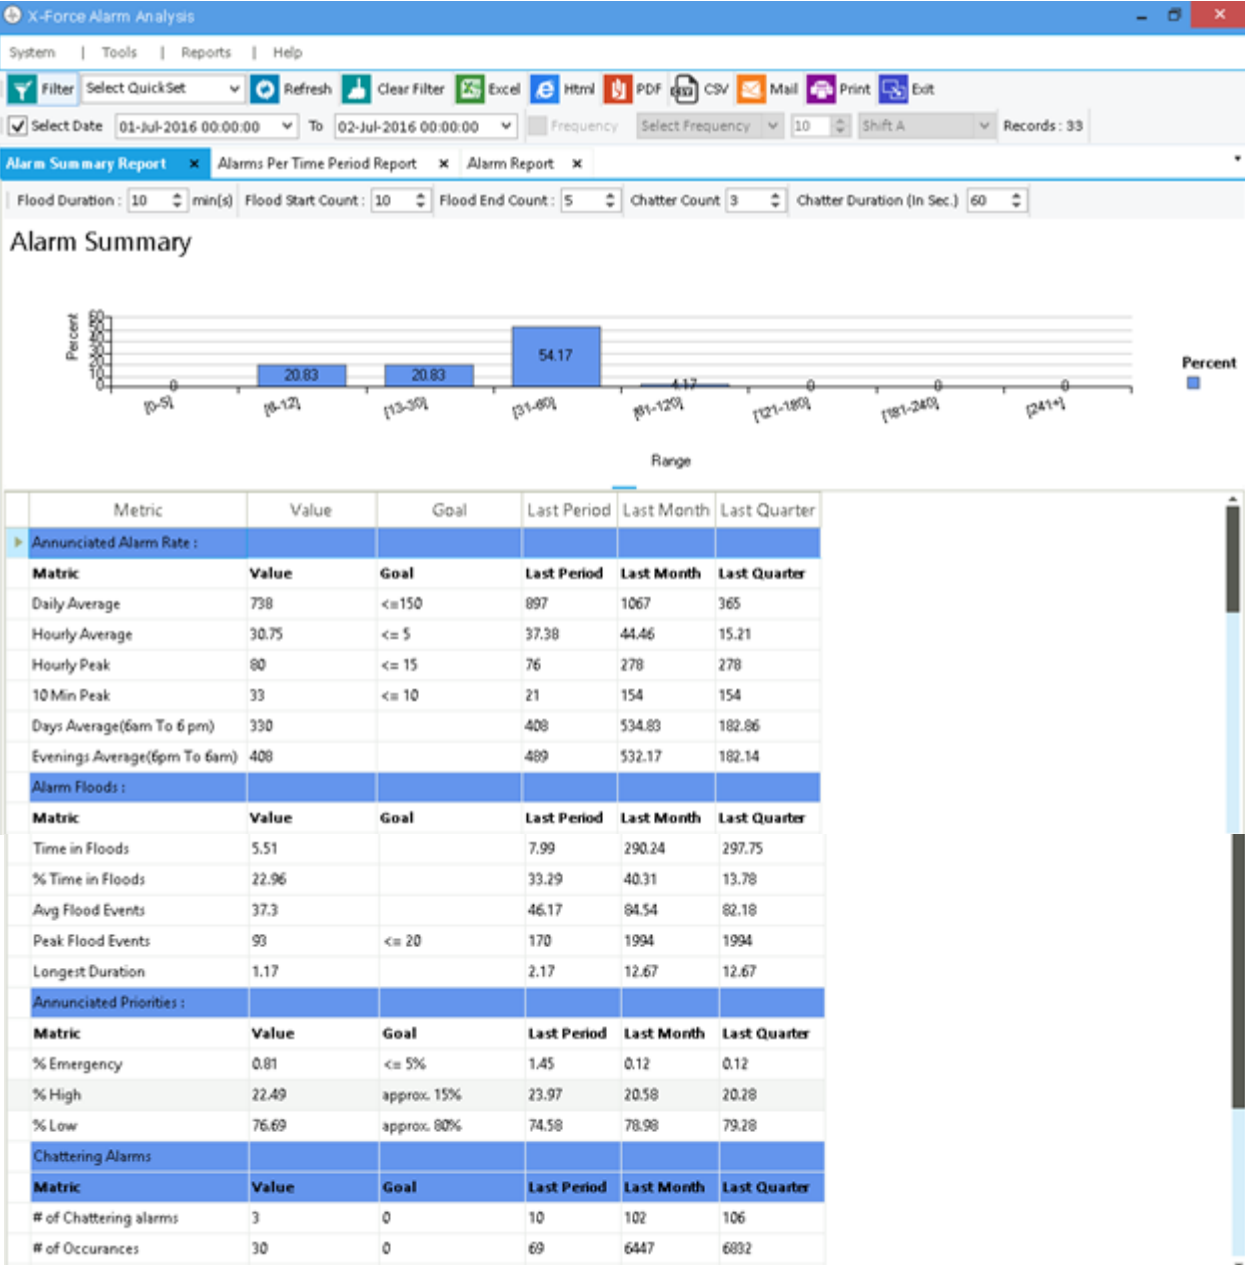 X-Force Alarm Analysis
System | Tools | Reports | Help
Filter Select QuickSet Refresh Clear Filter Excel Html PDF CSV Mail Print Exit
Select Date 01-Jul-2016 00:00:00 To 02-Jul-2016 00:00:00 Frequency Select Frequency 10 Shift A Records : 33
Alarm Summary Report x Alarms Per Time Period Report x Alarm Report x
Flood Duration : 10 min(s) Flood Start Count : 10 Flood End Count : 5 Chatter Count 3 Chatter Duration (In Sec.) 60
Alarm Summary
Percent
60
50
40
30
20
10
0
0 20.83 20.83 54.17 4.17 0 0 0
[0-5] [6-12] [13-30] [31-60] [61-120] [121-180] [181-240] [241+]
Range
Percent
Metric Value Goal Last Period Last Month Last Quarter
Annunciated Alarm Rate :
Matric Value Goal Last Period Last Month Last Quarter
Daily Average 738 <=150 897 1067 365
Hourly Average 30.75 <= 5 37.38 44.46 15.21
Hourly Peak 80 <= 15 76 278 278
10 Min Peak 33 <= 10 21 154 154
Days Average(6am To 6 pm) 330 408 534.83 182.86
Evenings Average(6pm To 6am) 408 489 532.17 182.14
Alarm Floods :
Matric Value Goal Last Period Last Month Last Quarter
Time in Floods 5.51 7.99 290.24 297.75
% Time in Floods 22.96 33.29 40.31 13.78
Avg Flood Events 37.3 46.17 84.54 82.18
Peak Flood Events 93 <= 20 170 1994 1994
Longest Duration 1.17 2.17 12.67 12.67
Annunciated Priorities :
Matric Value Goal Last Period Last Month Last Quarter
% Emergency 0.81 <= 5% 1.45 0.12 0.12
% High 22.49 approx. 15% 23.97 20.58 20.28
% Low 76.69 approx. 80% 74.58 78.98 79.28
Chattering Alarms
Matric Value Goal Last Period Last Month Last Quarter
# of Chattering alarms 3 0 10 102 106
# of Occurances 30 0 69 6447 6832